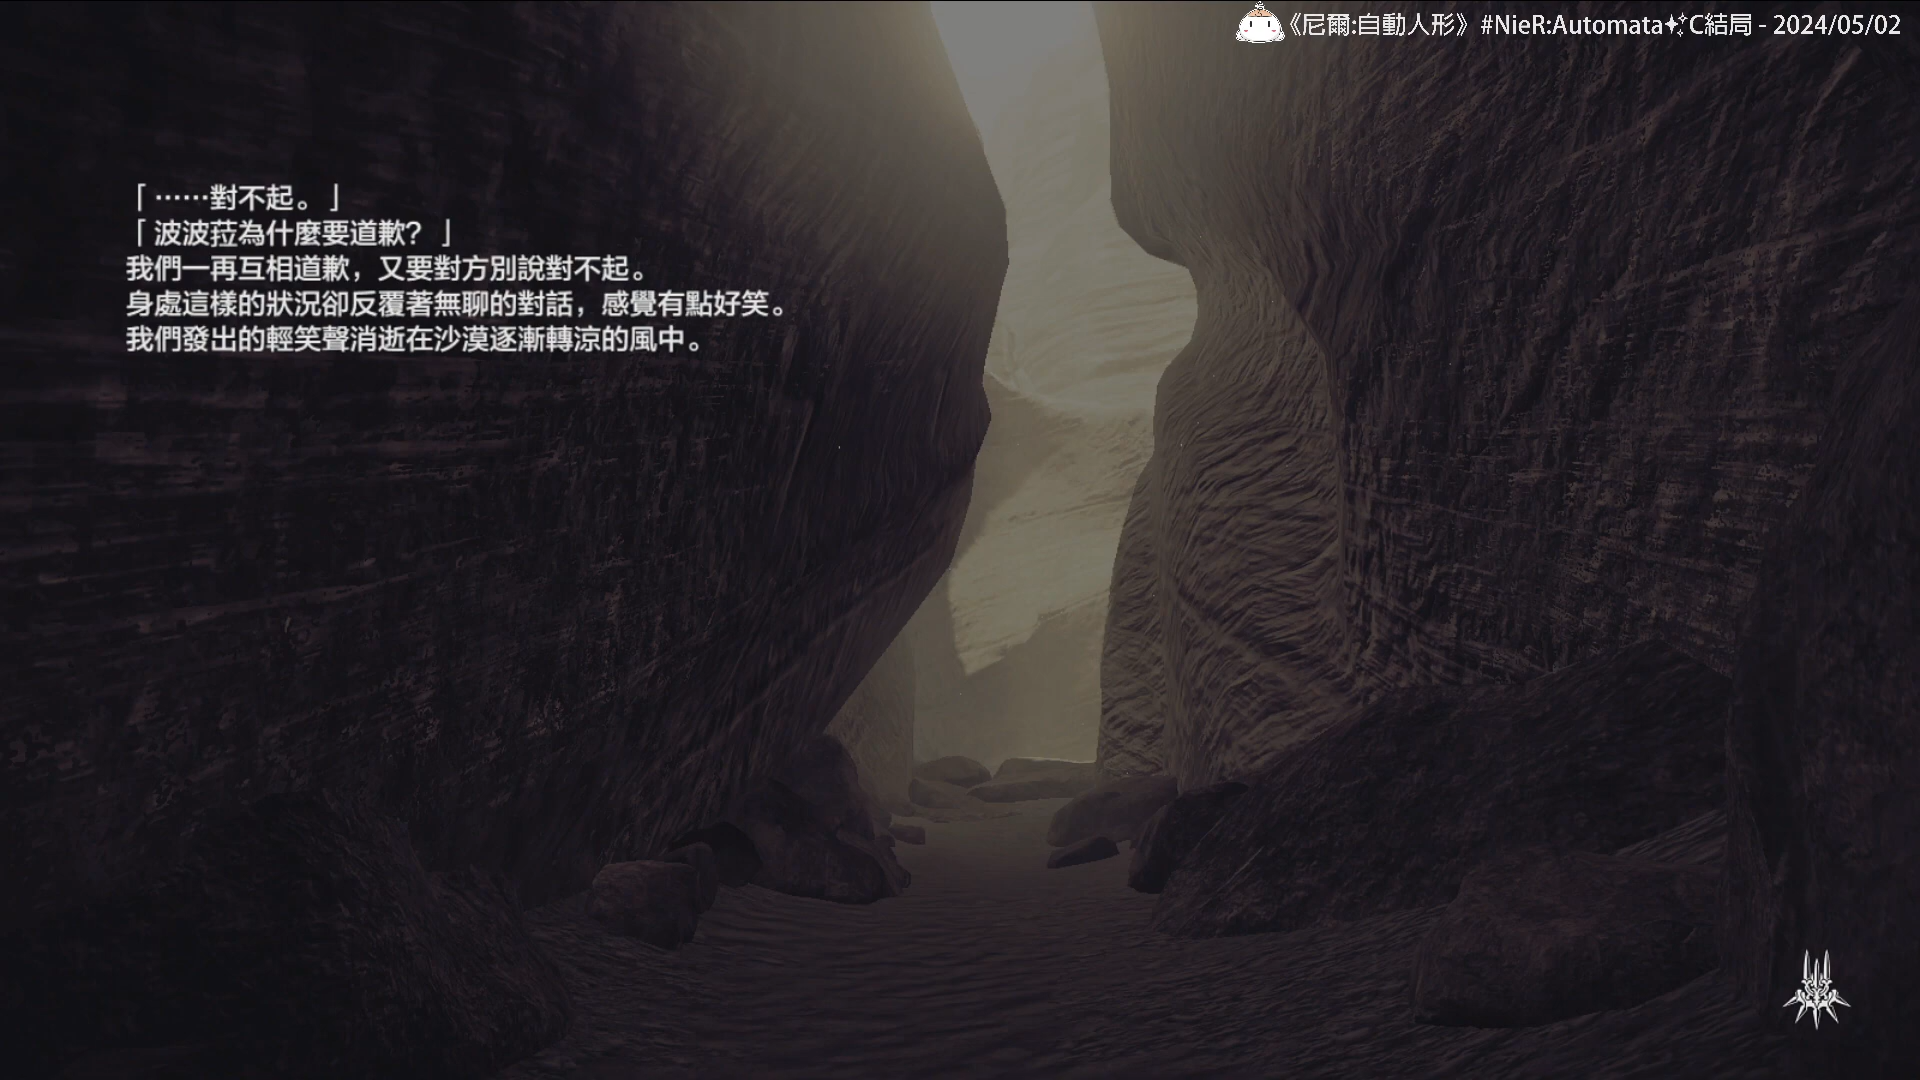 《尼爾:自動人形》#NieR:Automata✨C結局 - 2024/05/02
「……對不起。」
「波波菈為什麼要道歉？」
我們一再互相道歉，又要對方別說對不起。
身處這樣的狀況卻反覆著無聊的對話，感覺有點好笑。
我們發出的輕笑聲消逝在沙漠逐漸轉涼的風中。